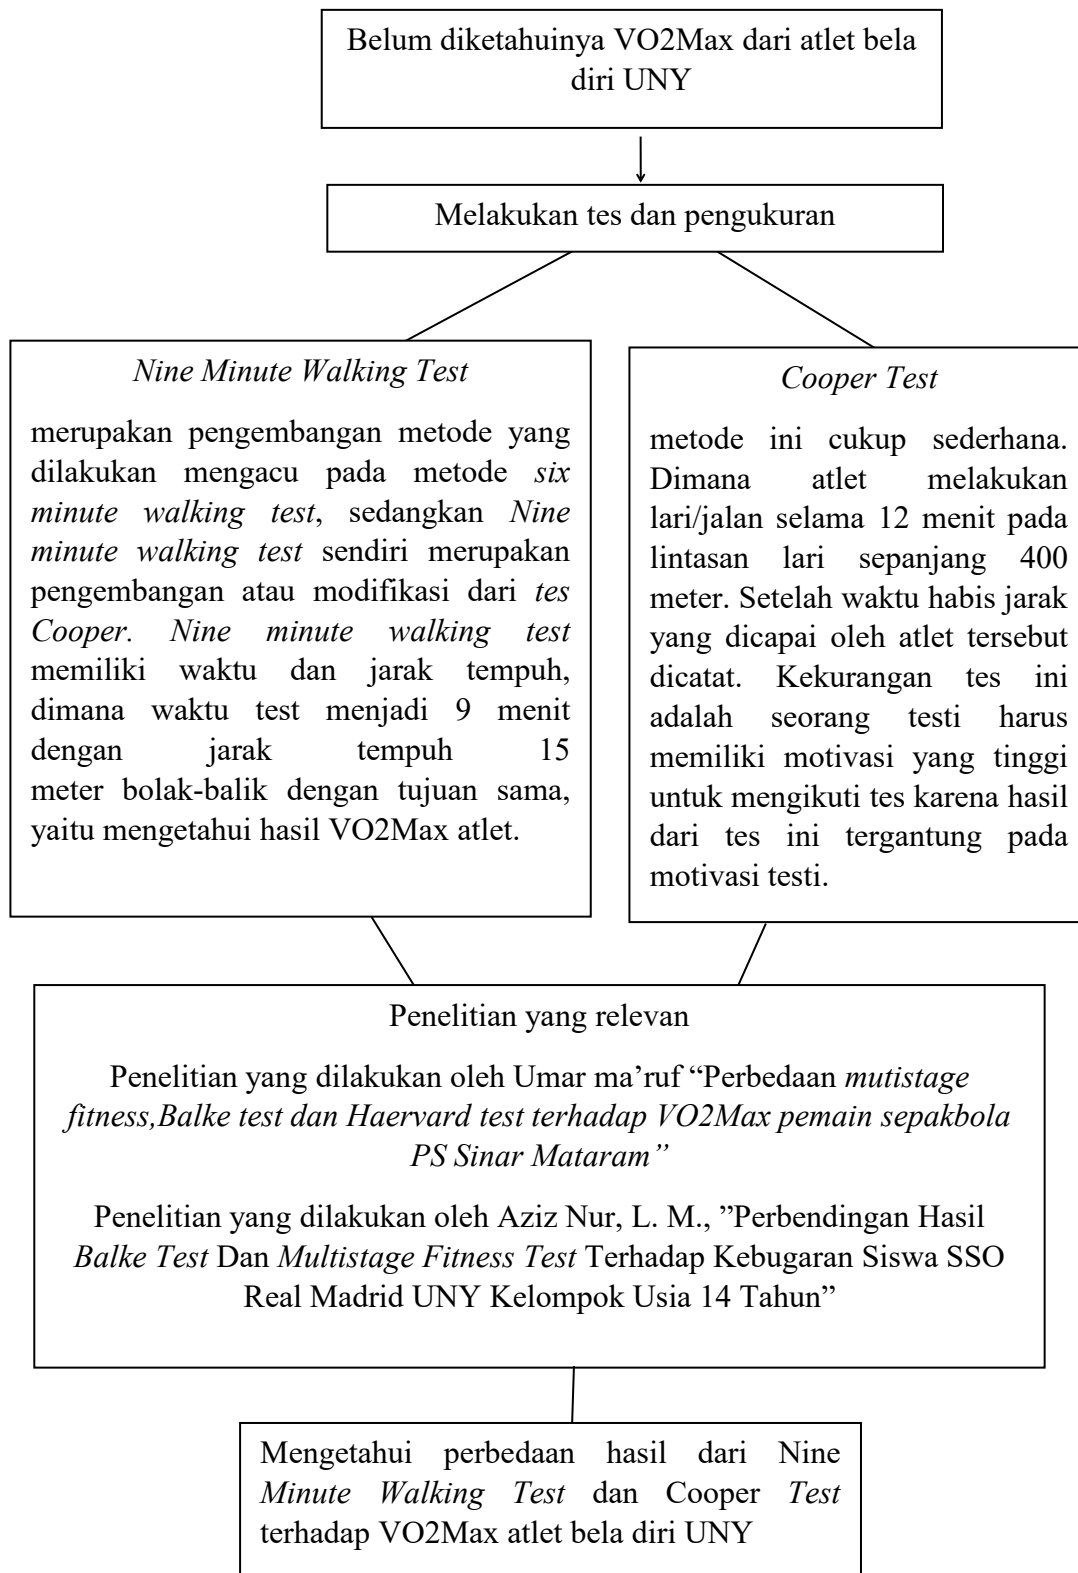 Belum diketahuinya VO2Max dari atlet bela
diri UNY
Melakukan tes dan pengukuran
Nine Minute Walking Test
merupakan pengembangan metode yang
dilakukan mengacu pada metode six
minute walking test, sedangkan Nine
minute walking test sendiri merupakan
pengembangan atau modifikasi dari tes
Cooper. Nine minute walking test
memiliki waktu dan jarak tempuh,
dimana waktu test menjadi 9 menit
dengan jarak tempuh 15
meter bolak-balik dengan tujuan sama,
yaitu mengetahui hasil VO2Max atlet.
Cooper Test
metode ini cukup sederhana.
Dimana atlet melakukan
lari/jalan selama 12 menit pada
lintasan lari sepanjang 400
meter. Setelah waktu habis jarak
yang dicapai oleh atlet tersebut
dicatat. Kekurangan tes ini
adalah seorang testi harus
memiliki motivasi yang tinggi
untuk mengikuti tes karena hasil
dari tes ini tergantung pada
motivasi testi.
Penelitian yang relevan
Penelitian yang dilakukan oleh Umar ma’ruf “Perbedaan mutistage
fitness,Balke test dan Haervard test terhadap VO2Max pemain sepakbola
PS Sinar Mataram”
Penelitian yang dilakukan oleh Aziz Nur, L. M., ”Perbendingan Hasil
Balke Test Dan Multistage Fitness Test Terhadap Kebugaran Siswa SSO
Real Madrid UNY Kelompok Usia 14 Tahun”
Mengetahui perbedaan hasil dari Nine
Minute Walking Test dan Cooper Test
terhadap VO2Max atlet bela diri UNY